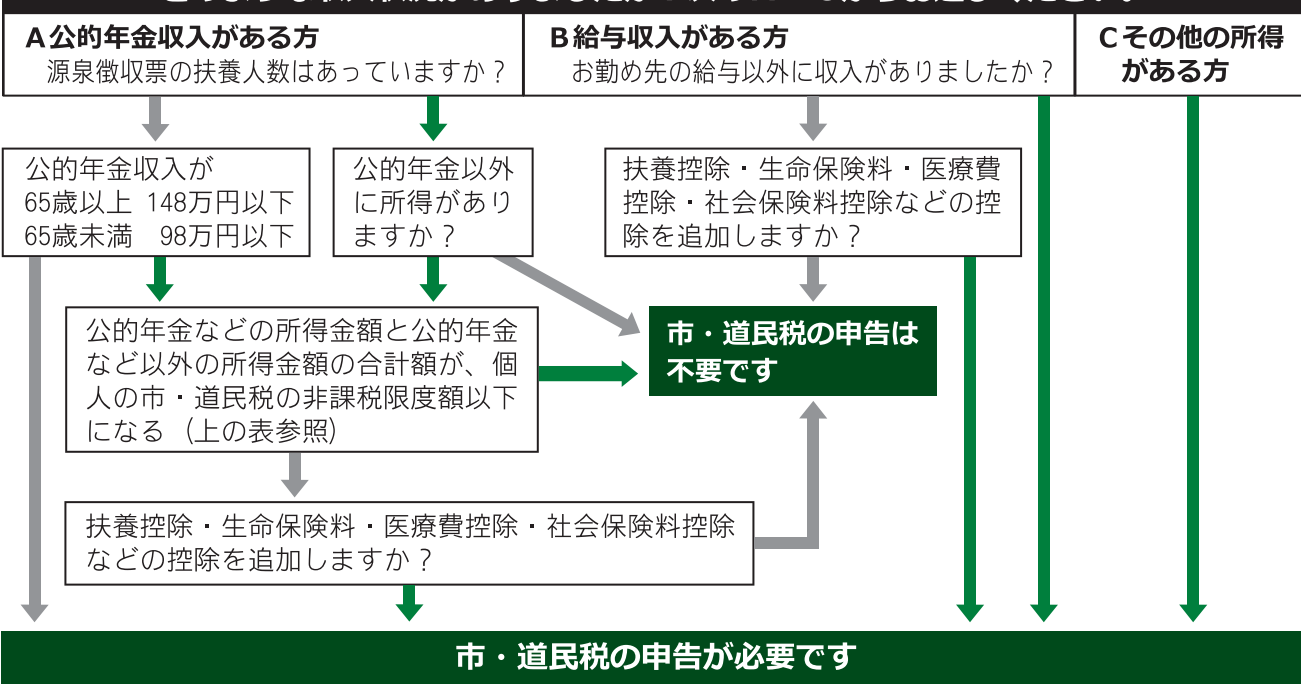 A公的年金収入がある方
源泉徴収票の扶養人数はあっていますか？
B給与収入がある方
お勤め先の給与以外に収入がありましたか？
Cその他の所得
がある方
公的年金収入が
65歳以上 148万円以下
65歳未満 98万円以下
公的年金以外
に所得があり
ますか？
扶養控除・生命保険料・医療費
控除・社会保険料控除などの控
除を追加しますか？
公的年金などの所得金額と公的年金
など以外の所得金額の合計額が、個
人の市・道民税の非課税限度額以下
になる（上の表参照）
市・道民税の申告は
不要です
扶養控除・生命保険料・医療費控除・社会保険料控除
などの控除を追加しますか？
市・道民税の申告が必要です